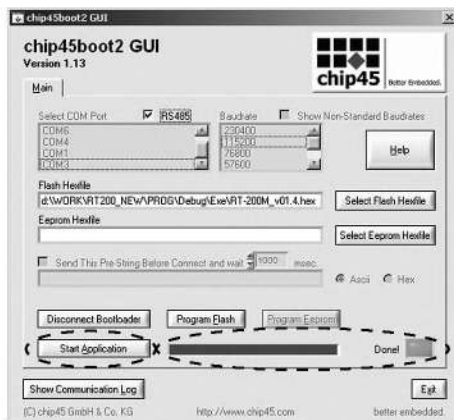 chip45boot2 GUI
chip45boot2 GUI
Version 1.13
chip45
Better Embedded.
Main
Select COM Port
RS485
Baudrate
Show Non-Standard Baudrates
COM6
COM4
COM1
COM3
230400
115200
76800
57600
Help
Flash Hexfile
d:\WORK\RT200_NEW\PROG\Debug\Exe\RT-200M_v01.4.hex
Select Flash Hexfile
Eeprom Hexfile
Select Eeprom Hexfile
Send This Pre-String Before Connect and wait
1000
msec.
Ascii
Hex
Disconnect Bootloader
Program Flash
Program Eeprom
Start Application
Done!
Show Communication Log
Exit
(C) chip45 GmbH & Co. KG
http://www.chip45.com
better embedded.